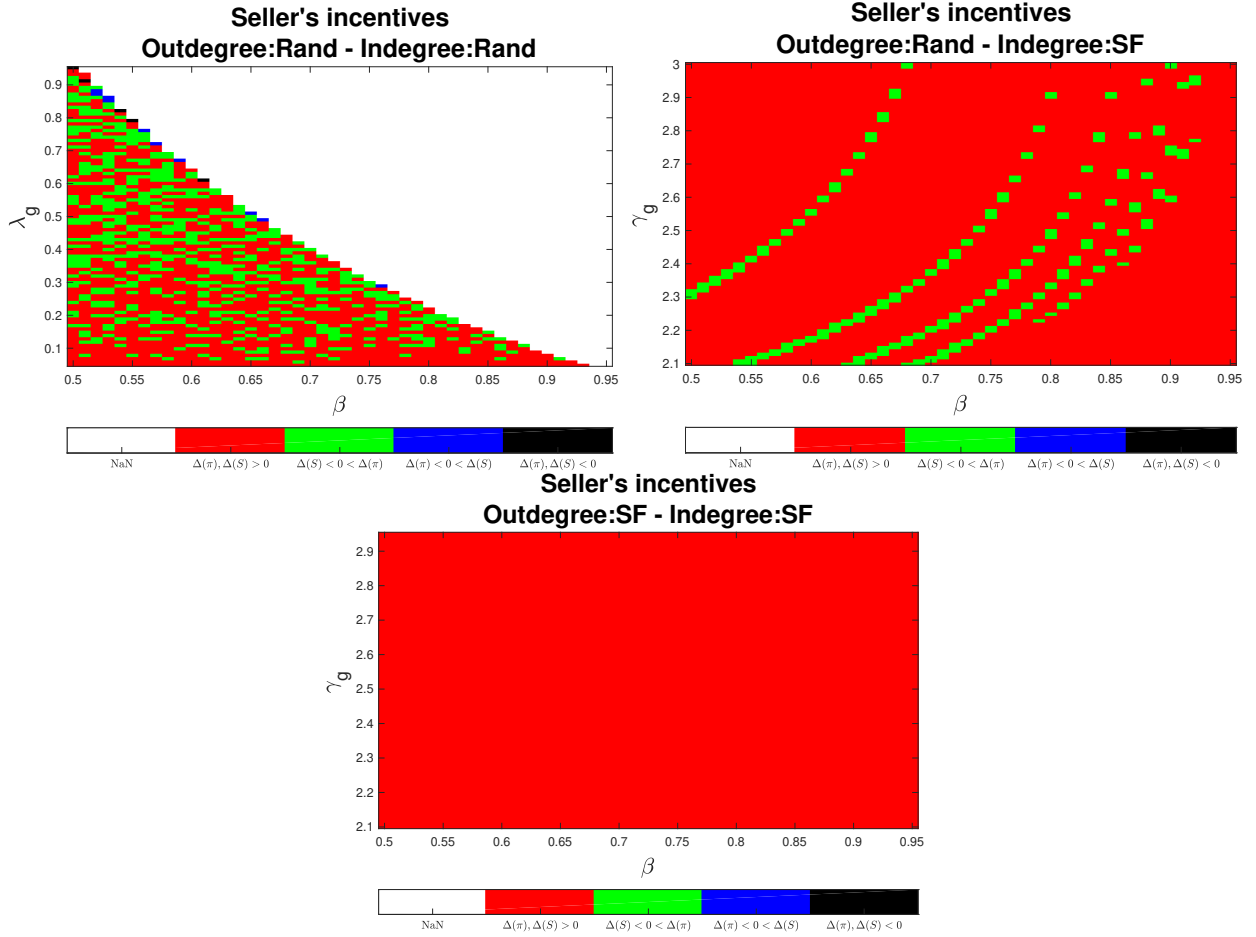 Seller's incentives
Outdegree:Rand - Indegree:Rand
λ_g
0.9
0.8
0.7
0.6
0.5
0.4
0.3
0.2
0.1
0.5 0.55 0.6 0.65 0.7 0.75 0.8 0.85 0.9 0.95
β
NaN Δ(π), Δ(S) > 0 Δ(S) < 0 < Δ(π) Δ(π) < 0 < Δ(S) Δ(π), Δ(S) < 0
Seller's incentives
Outdegree:Rand - Indegree:SF
γ_g
3
2.9
2.8
2.7
2.6
2.5
2.4
2.3
2.2
2.1
0.5 0.55 0.6 0.65 0.7 0.75 0.8 0.85 0.9 0.95
β
NaN Δ(π), Δ(S) > 0 Δ(S) < 0 < Δ(π) Δ(π) < 0 < Δ(S) Δ(π), Δ(S) < 0
Seller's incentives
Outdegree:SF - Indegree:SF
γ_g
2.9
2.8
2.7
2.6
2.5
2.4
2.3
2.2
2.1
0.5 0.55 0.6 0.65 0.7 0.75 0.8 0.85 0.9 0.95
β
NaN Δ(π), Δ(S) > 0 Δ(S) < 0 < Δ(π) Δ(π) < 0 < Δ(S) Δ(π), Δ(S) < 0